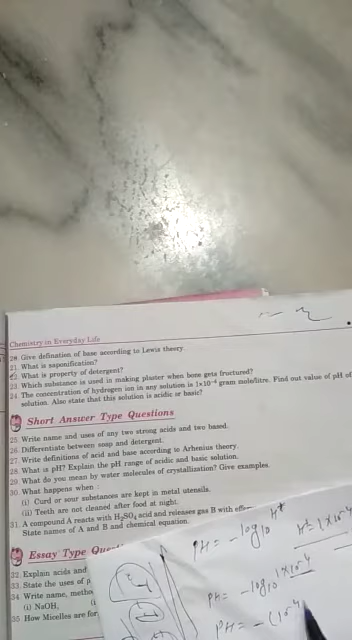 Chemistry in Everyday Life
20. Give defination of base according to Lewis theory
21. What is saponification?
22. What is property of detergent?
23. Which substance is used in making plaster when bone gets fractured?
24. The concentration of hydrogen ion in any solution is 1×10⁻⁴ gram mole/litre. Find out value of pH of
solution. Also state that this solution is acidic or basic?
Short Answer Type Questions
25. Write name and uses of any two strong acids and two based.
26. Differentiate between soap and detergent.
27. Write definitions of acid and base according to Arhenius theory.
28. What is pH? Explain the pH range of acidic and basic solution.
29. What do you mean by water molecules of crystallization? Give examples.
30. What happens when :
(i) Curd or sour substances are kept in metal utensils.
(ii) Teeth are not cleaned after food at night.
31. A compound A reacts with H₂SO₄ acid and releases gas B with
State names of A and B and chemical equation.
Essay Type
32. Explain acids and
33. State the uses of
34. Write name,
(i) NaOH,
35 How Micelles are
PH = -log10 H⁺ H⁺ = 1×10⁻⁴
PH = -log10 1×10⁻⁴
PH = -(10⁻⁴